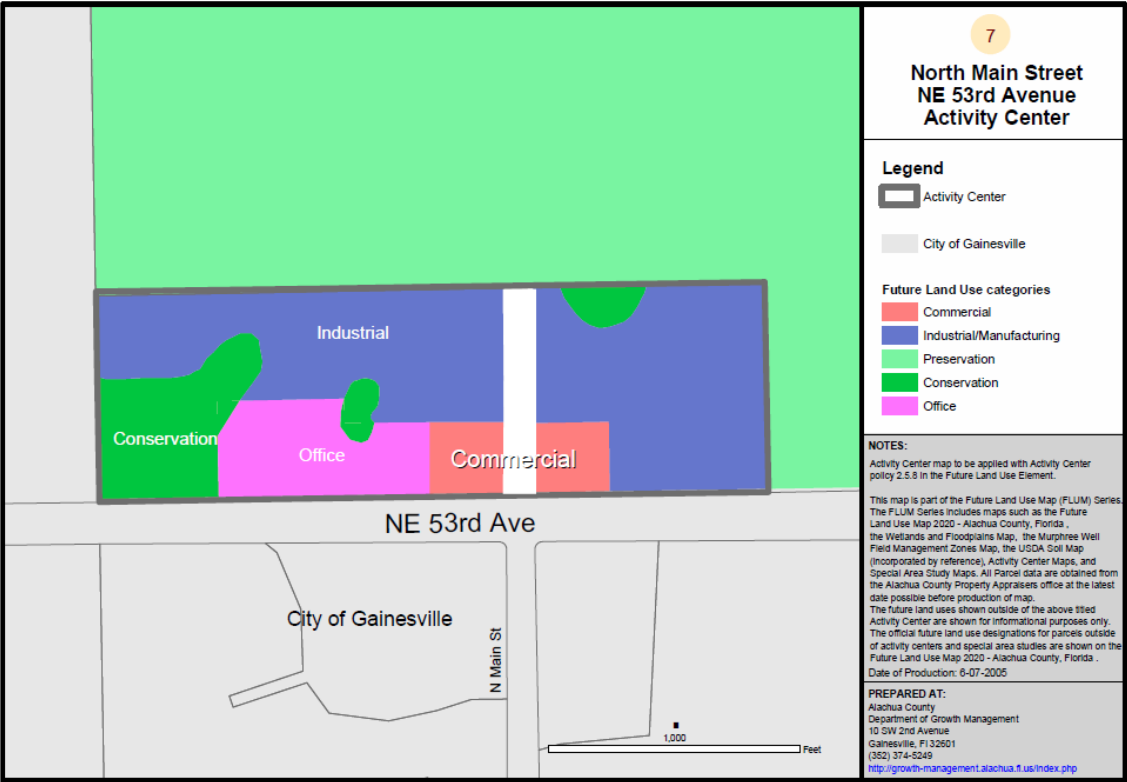 7
North Main Street
NE 53rd Avenue
Activity Center
Legend
Activity Center
City of Gainesville
Future Land Use categories
Commercial
Industrial/Manufacturing
Preservation
Conservation
Office
NOTES:
Activity Center map to be applied with Activity Center
policy 2.5.8 in the Future Land Use Element.
This map is part of the Future Land Use Map (FLUM) Series.
The FLUM Series includes maps such as the Future
Land Use Map 2020 - Alachua County, Florida ,
the Wetlands and Floodplains Map, the Murphree Well
Field Management Zones Map, the USDA Soil Map
(incorporated by reference), Activity Center Maps, and
Special Area Study Maps. All Parcel data are obtained from
the Alachua County Property Appraisers office at the latest
date possible before production of map.
The future land uses shown outside of the above titled
Activity Center are shown for informational purposes only.
The official future land use designations for parcels outside
of activity centers and special area studies are shown on the
Future Land Use Map 2020 - Alachua County, Florida .
Date of Production: 6-07-2005
PREPARED AT:
Alachua County
Department of Growth Management
10 SW 2nd Avenue
Gainesville, Fl 32601
(352) 374-5249
http://growth-management.alachua.fl.us/index.php
Industrial
Conservation
Office
Commercial
NE 53rd Ave
City of Gainesville
N Main St
1,000
Feet